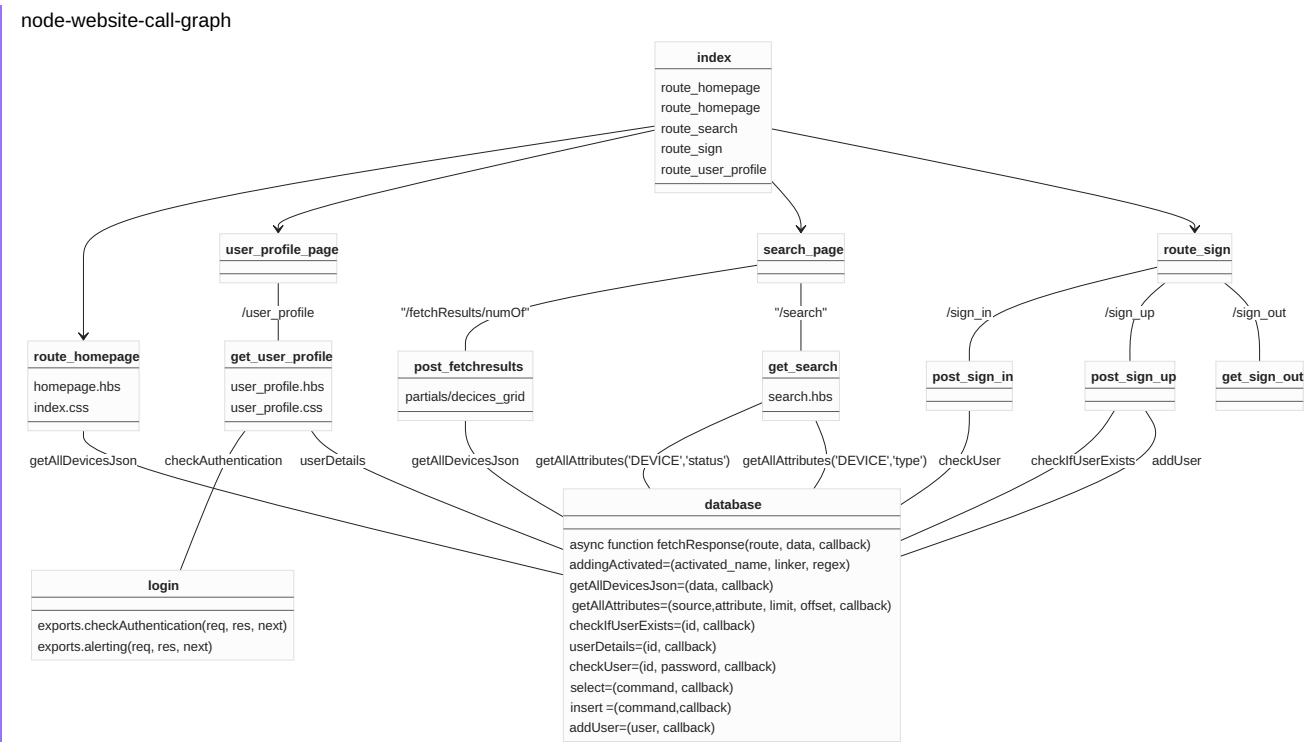 node-website-call-graph
index
route_homepage
route_homepage
route_search
route_sign
route_user_profile
user_profile_page
search_page
route_sign
/user_profile
"/fetchResults/numOf"
"/search"
/sign_in
/sign_up
/sign_out
route_homepage
homepage.hbs
index.css
get_user_profile
user_profile.hbs
user_profile.css
post_fetchresults
partials/decices_grid
get_search
search.hbs
post_sign_in
post_sign_up
get_sign_out
getAllDevicesJson
checkAuthentication
userDetails
getAllDevicesJson
getAllAttributes('DEVICE','status')
getAllAttributes('DEVICE','type')
checkUser
checkIfUserExists
addUser
database
async function fetchResponse(route, data, callback)
addingActivated=(activated_name, linker, regex)
getAllDevicesJson=(data, callback)
getAllAttributes=(source,attribute, limit, offset, callback)
checkIfUserExists=(id, callback)
userDetails=(id, callback)
checkUser=(id, password, callback)
select=(command, callback)
insert =(command,callback)
addUser=(user, callback)
login
exports.checkAuthentication(req, res, next)
exports.alerting(req, res, next)